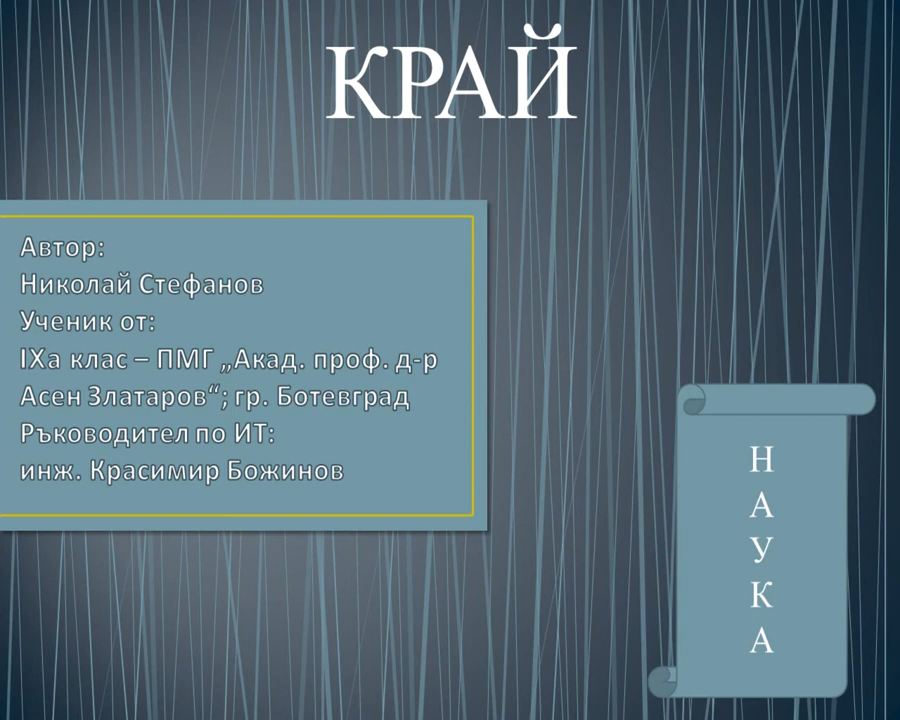 КРАЙ
Автор:
Николай Стефанов
Ученик от:
IXа клас – ПМГ „Акад. проф. д-р
Асен Златаров“; гр. Ботевград
Ръководител по ИТ:
инж. Красимир Божинов
Н
А
У
К
А